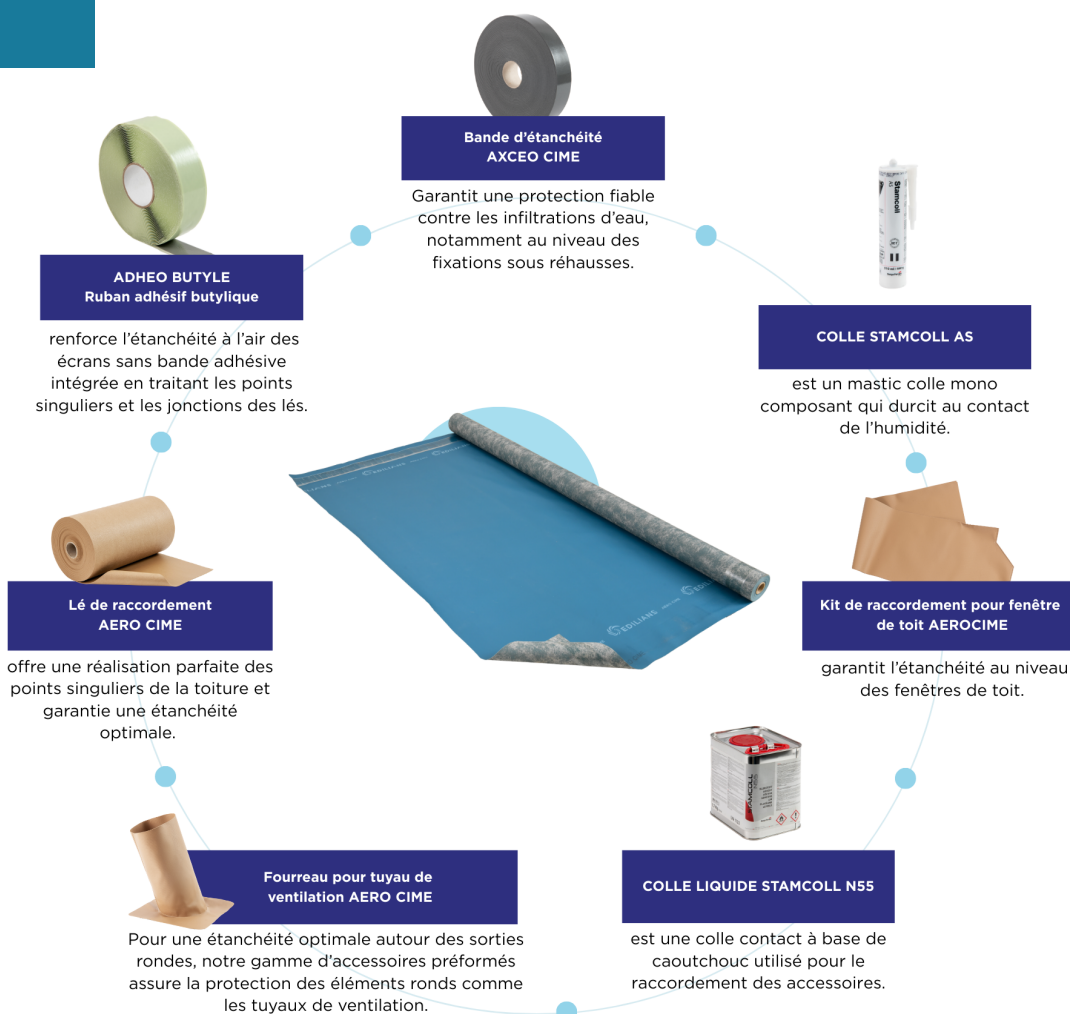 Bande d'étanchéité
AXCEO CIME
Garantit une protection fiable
contre les infiltrations d'eau,
notamment au niveau des
fixations sous réhausses.
ADHEO BUTYLE
Ruban adhésif butylique
renforce l'étanchéité à l'air des
écrans sans bande adhésive
intégrée en traitant les points
singuliers et les jonctions des lés.
Stamcoll
AS
COLLE STAMCOLL AS
est un mastic colle mono
composant qui durcit au contact
de l'humidité.
EDILIANS
EDILIANS
Lé de raccordement
AERO CIME
offre une réalisation parfaite des
points singuliers de la toiture et
garantie une étanchéité
optimale.
Kit de raccordement pour fenêtre
de toit AEROCIME
garantit l'étanchéité au niveau
des fenêtres de toit.
STAMCOLL
N55
Fourreau pour tuyau de
ventilation AERO CIME
Pour une étanchéité optimale autour des sorties
rondes, notre gamme d'accessoires préformés
assure la protection des éléments ronds comme
les tuyaux de ventilation.
COLLE LIQUIDE STAMCOLL N55
est une colle contact à base de
caoutchouc utilisé pour le
raccordement des accessoires.